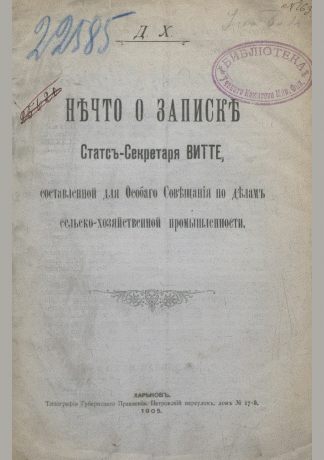 Д X
22585
БИБЛИОТЕКА
НѢЧТО О ЗАПИСКѢ
Статсъ-Секретаря ВИТТЕ,
составленной для Особаго Совѣщанія по дѣламъ
сельско-хозяйственной промышленности.
ХАРЬКОВЪ.
Типографія Губернскаго Правленія Петровскій переулокъ, домъ № 17-й.
1905.